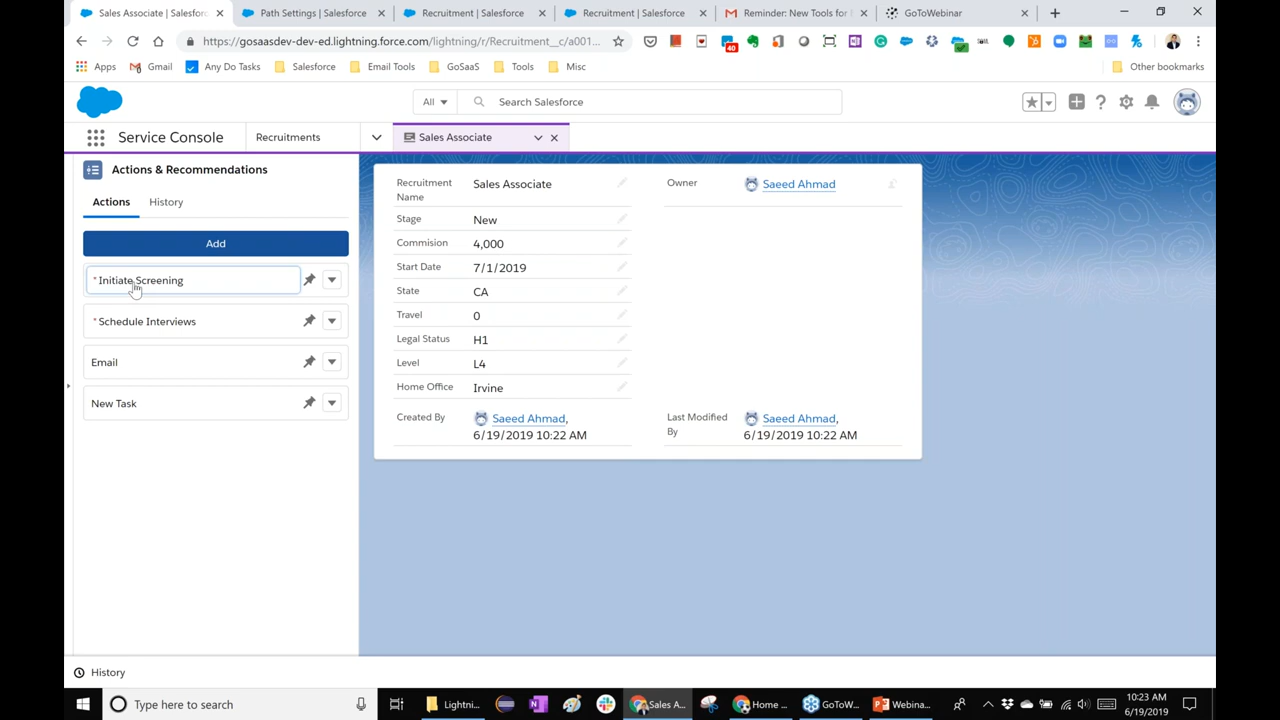 Sales Associate | Salesforc
Path Settings | Salesforce
Recruitment | Salesforce
Recruitment | Salesforce
Reminder: New Tools for
GoToWebinar
https://gosaasdev-dev-ed.lightning.force.com/lightning/r/Recruitment__c/a001...
40
Apps
Gmail
Any Do Tasks
Salesforce
Email Tools
GoSaaS
Tools
Misc
Other bookmarks
All
Search Salesforce
Service Console
Recruitments
Sales Associate
Actions & Recommendations
Actions
History
Add
* Initiate Screening
* Schedule Interviews
Email
New Task
Recruitment
Name
Sales Associate
Owner
Saeed Ahmad
Stage
New
Commision
4,000
Start Date
7/1/2019
State
CA
Travel
0
Legal Status
H1
Level
L4
Home Office
Irvine
Created By
Saeed Ahmad,
6/19/2019 10:22 AM
Last Modified
By
Saeed Ahmad,
6/19/2019 10:22 AM
History
Type here to search
Lightni...
Sales A...
Home ...
GoToW...
Webina...
10:23 AM
6/19/2019